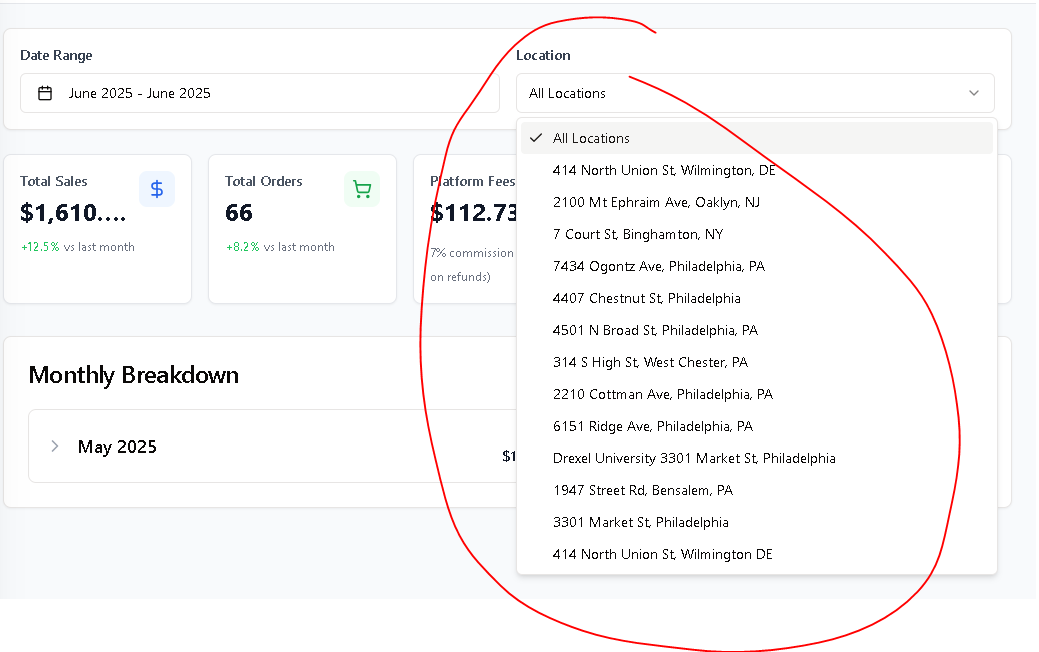 Date Range
Location
June 2025 - June 2025
All Locations
All Locations
414 North Union St, Wilmington, DE
2100 Mt Ephraim Ave, Oaklyn, NJ
7 Court St, Binghamton, NY
7434 Ogontz Ave, Philadelphia, PA
4407 Chestnut St, Philadelphia
4501 N Broad St, Philadelphia, PA
314 S High St, West Chester, PA
2210 Cottman Ave, Philadelphia, PA
6151 Ridge Ave, Philadelphia, PA
Drexel University 3301 Market St, Philadelphia
1947 Street Rd, Bensalem, PA
3301 Market St, Philadelphia
414 North Union St, Wilmington DE
Total Sales
$1,610....
+12.5% vs last month
Total Orders
66
+8.2% vs last month
Platform Fees
$112.73
7% commission
on refunds)
Monthly Breakdown
May 2025
$1